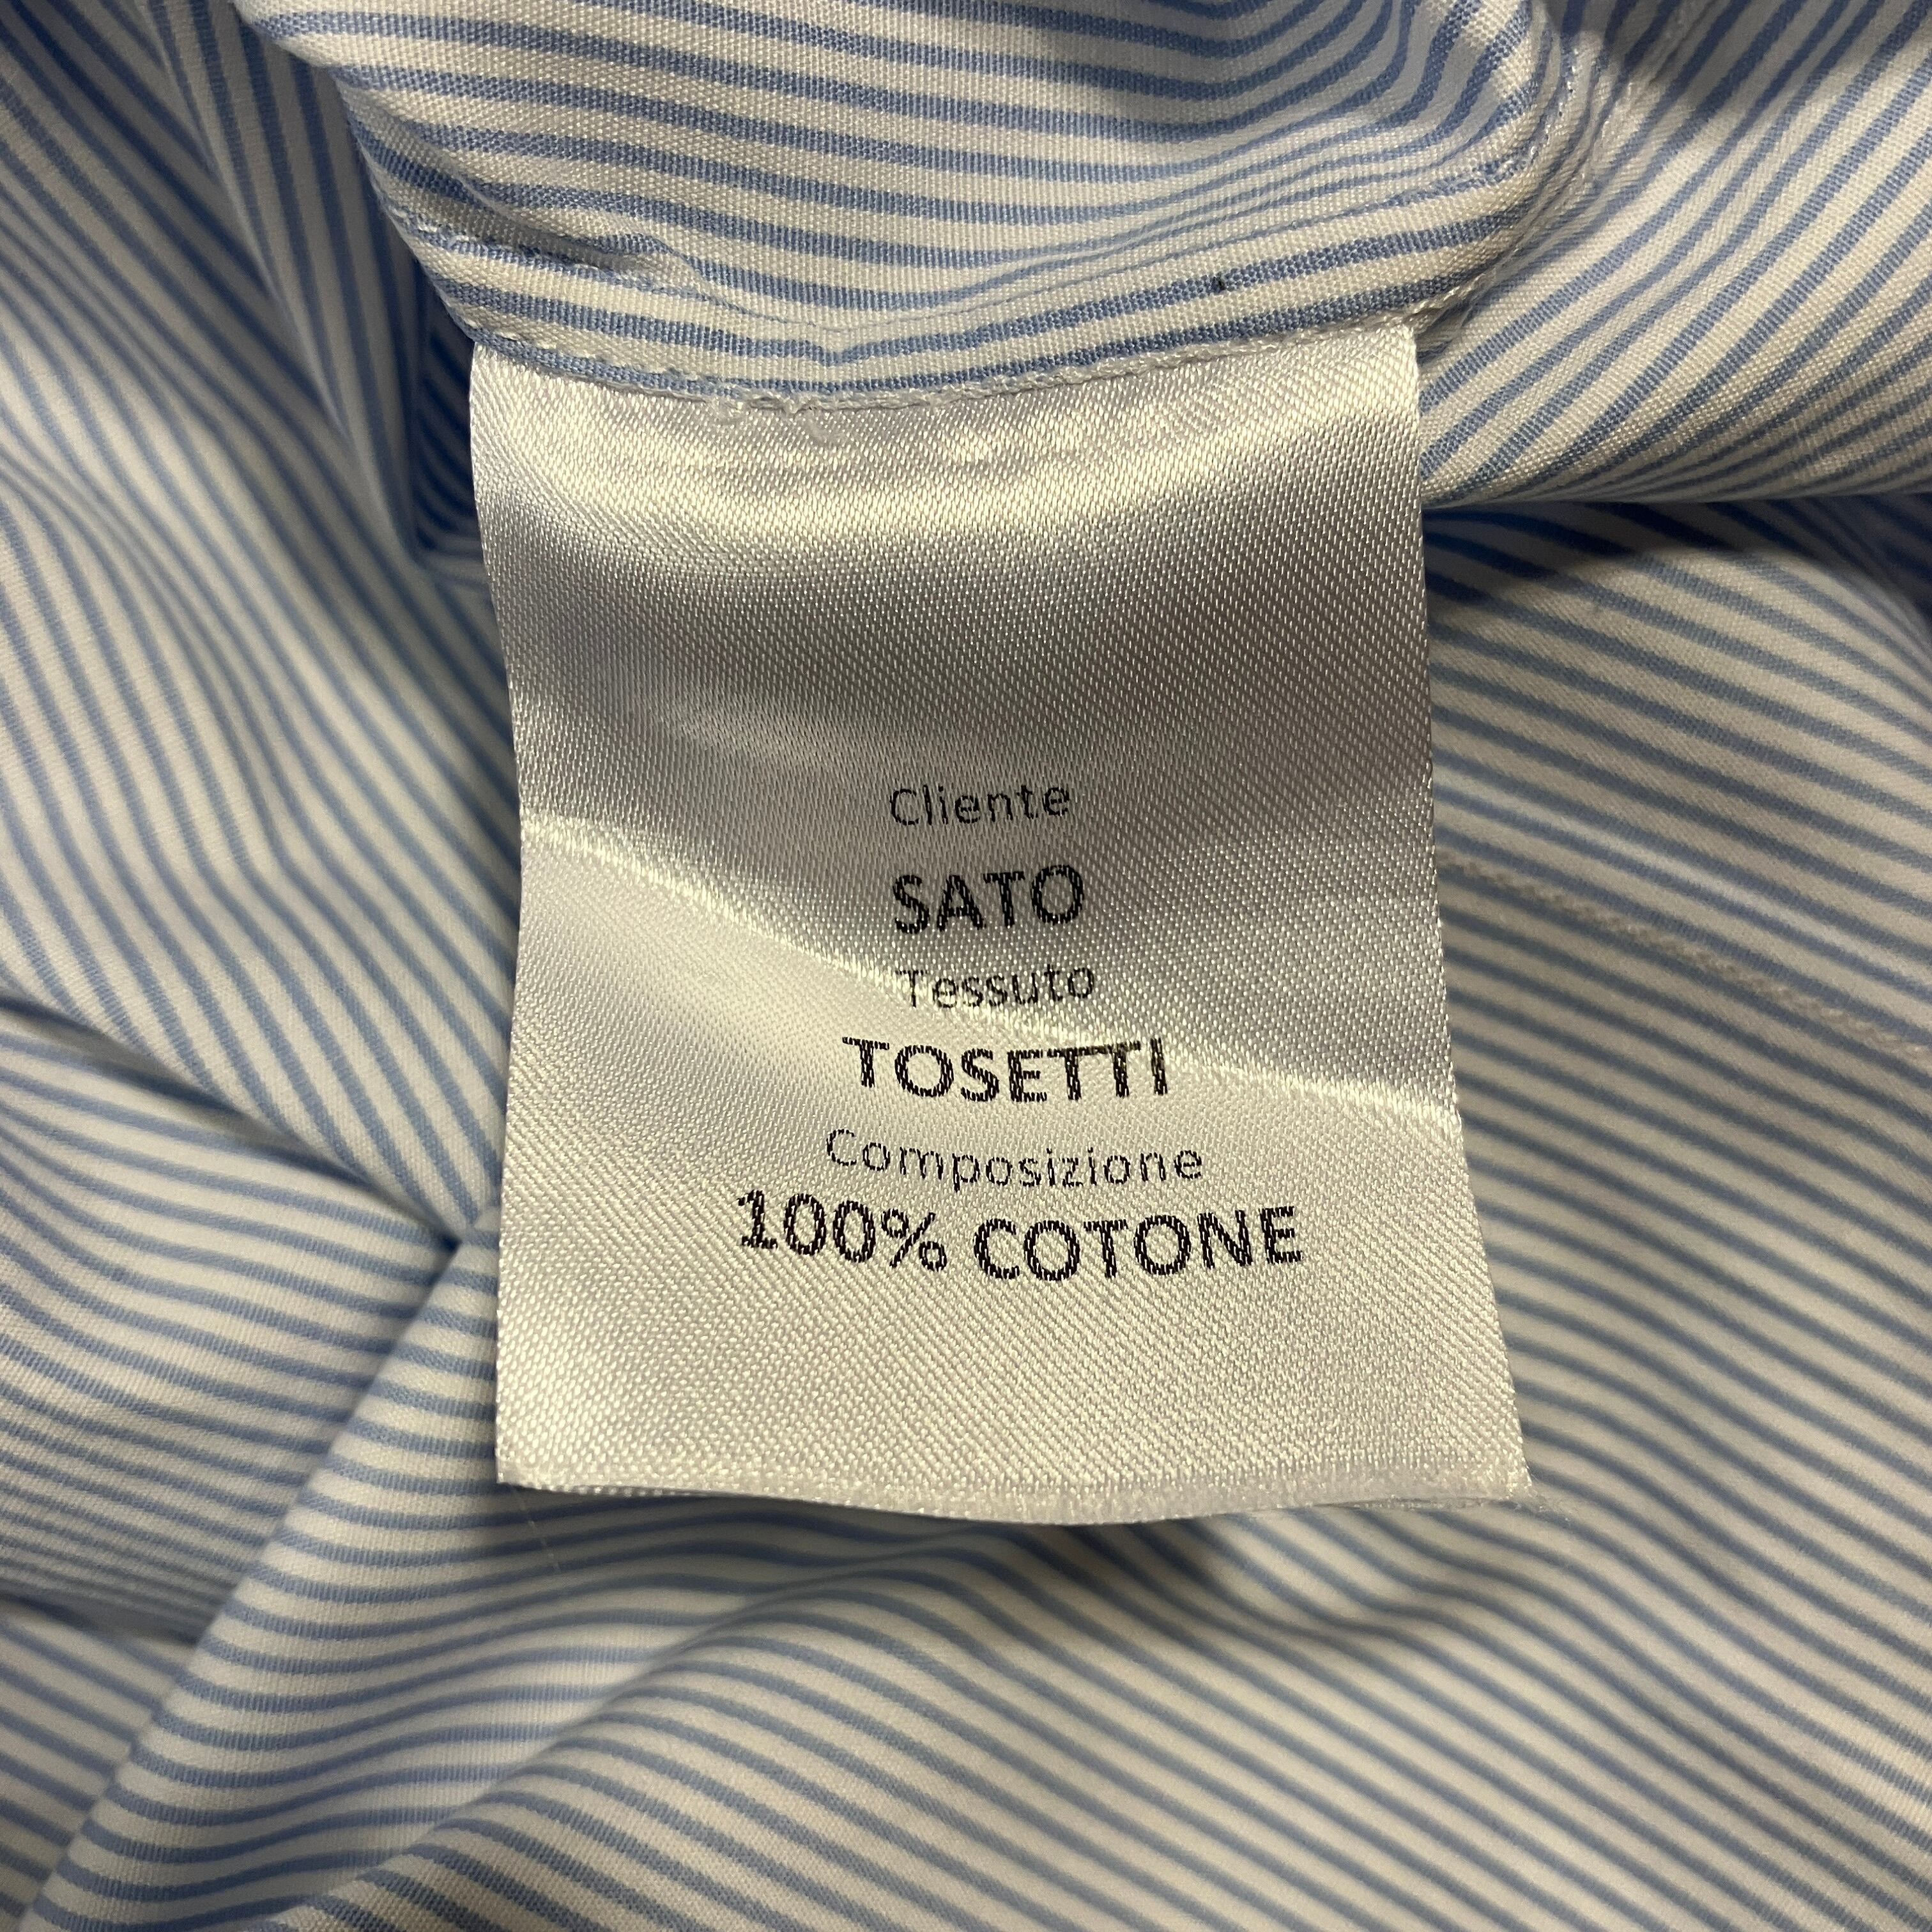 Cliente
SATO
Tessuto
TOSETTI
Composizione
100% COTONE